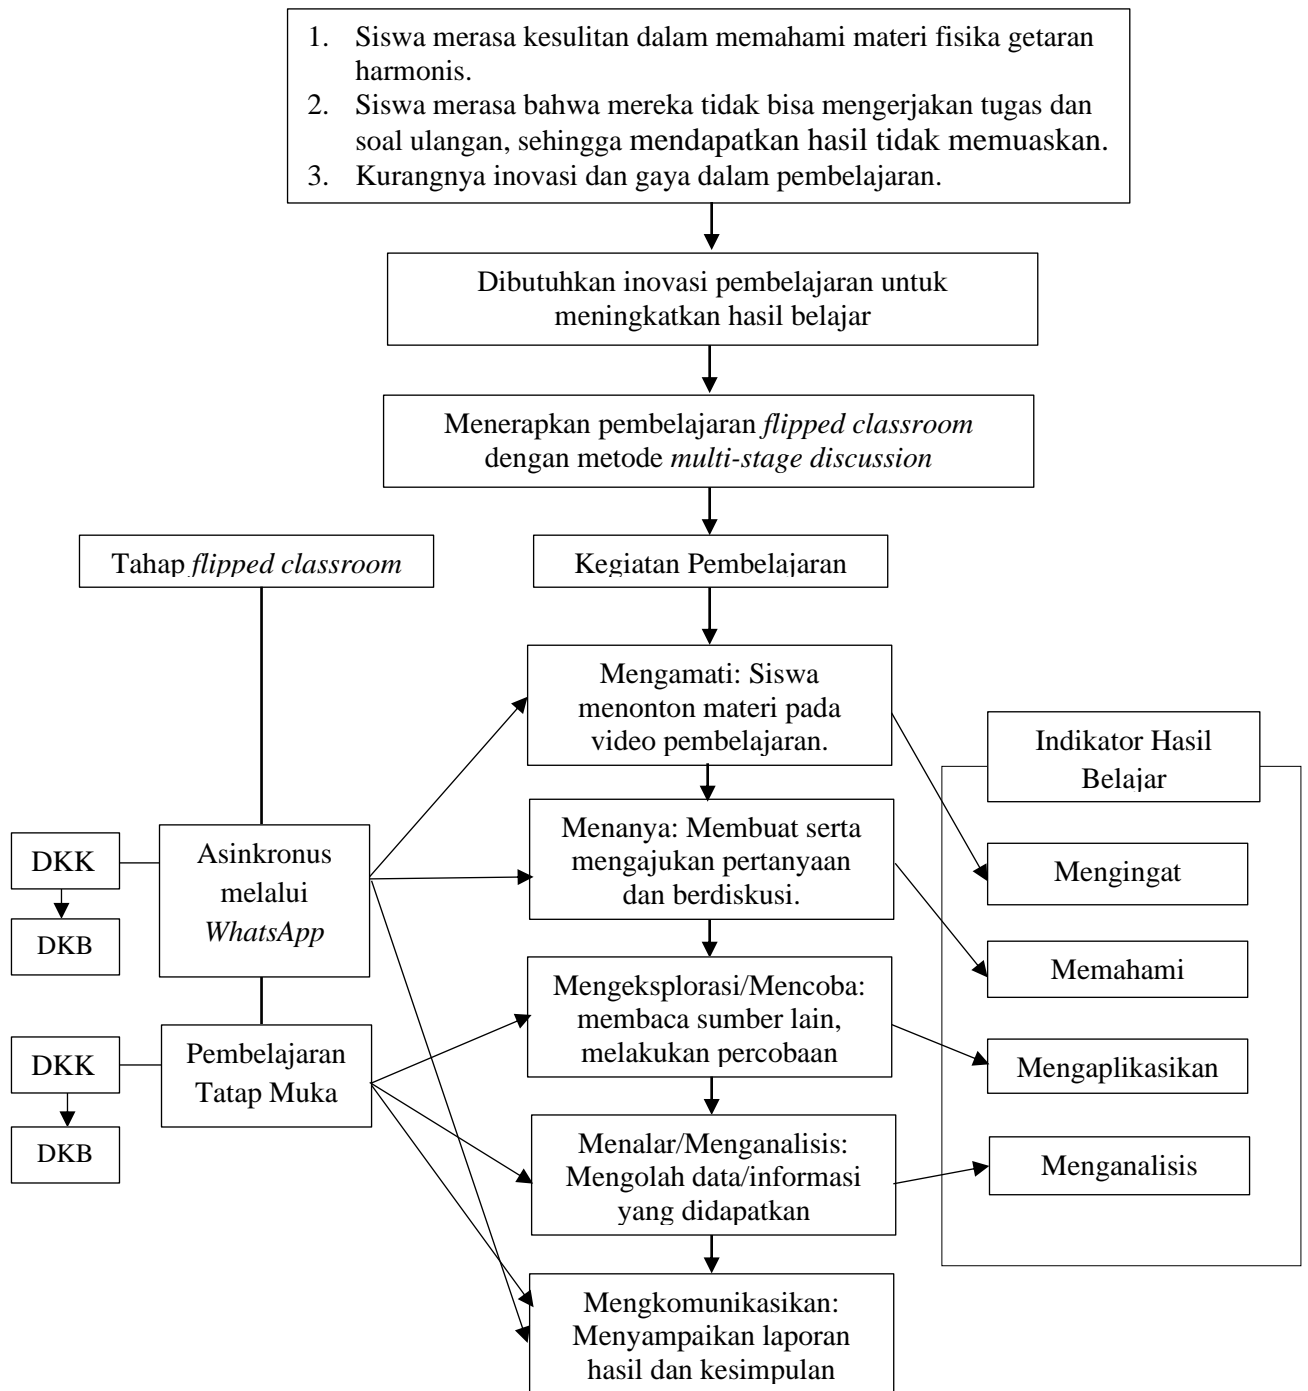 1. Siswa merasa kesulitan dalam memahami materi fisika getaran
harmonis.
2. Siswa merasa bahwa mereka tidak bisa mengerjakan tugas dan
soal ulangan, sehingga mendapatkan hasil tidak memuaskan.
3. Kurangnya inovasi dan gaya dalam pembelajaran.
Dibutuhkan inovasi pembelajaran untuk
meningkatkan hasil belajar
Menerapkan pembelajaran flipped classroom
dengan metode multi-stage discussion
Tahap flipped classroom
Kegiatan Pembelajaran
Mengamati: Siswa
menonton materi pada
video pembelajaran.
Indikator Hasil
Belajar
DKK
DKB
Asinkronus
melalui
WhatsApp
Menanya: Membuat serta
mengajukan pertanyaan
dan berdiskusi.
Mengingat
Memahami
Mengeksplorasi/Mencoba:
membaca sumber lain,
melakukan percobaan
DKK
DKB
Pembelajaran
Tatap Muka
Mengaplikasikan
Menalar/Menganalisis:
Mengolah data/informasi
yang didapatkan
Menganalisis
Mengkomunikasikan:
Menyampaikan laporan
hasil dan kesimpulan